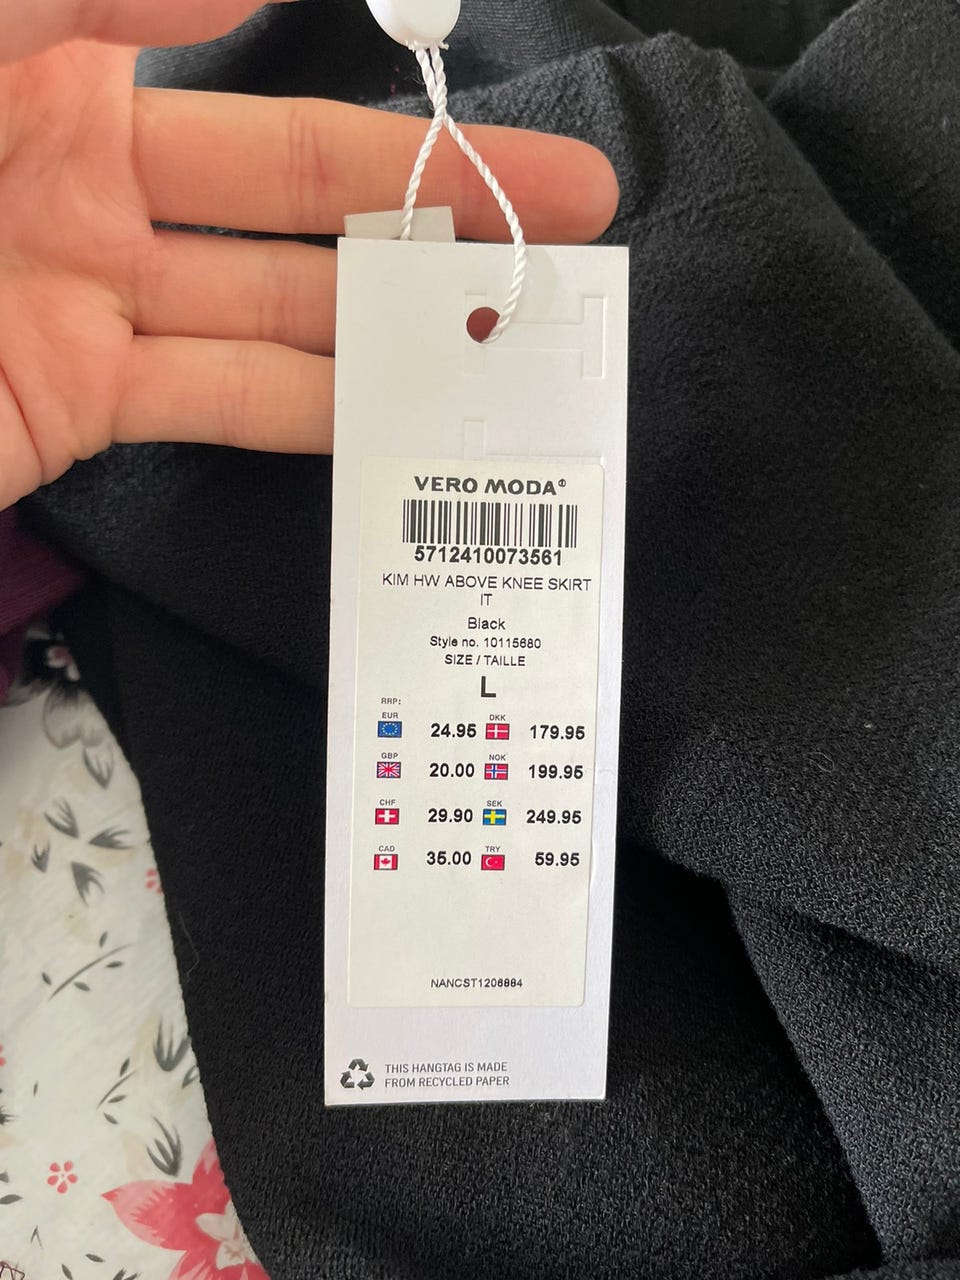 VERO MODA®
5712410073561
KIM HW ABOVE KNEE SKIRT
IT
Black
Style no. 10115680
SIZE / TAILLE
L
RRP:
EUR 24.95 DKK 179.95
GBP 20.00 NOK 199.95
CHF 29.90 SEK 249.95
CAD 35.00 TRY 59.95
NANCST1206884
THIS HANGTAG IS MADE
FROM RECYCLED PAPER